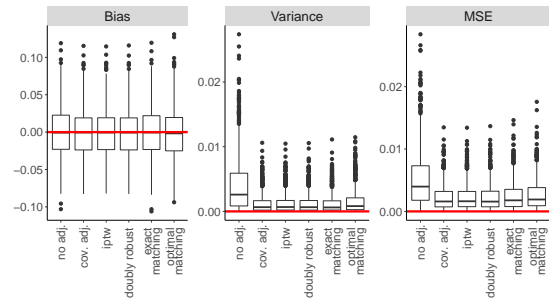 Bias
Variance
MSE
0.10
0.05
0.00
−0.05
−0.10
no adj.
cov. adj.
iptw
doubly robust
exact
matching
optimal
matching
0.02
0.01
0.00
no adj.
cov. adj.
iptw
doubly robust
exact
matching
optimal
matching
0.02
0.01
0.00
no adj.
cov. adj.
iptw
doubly robust
exact
matching
optimal
matching